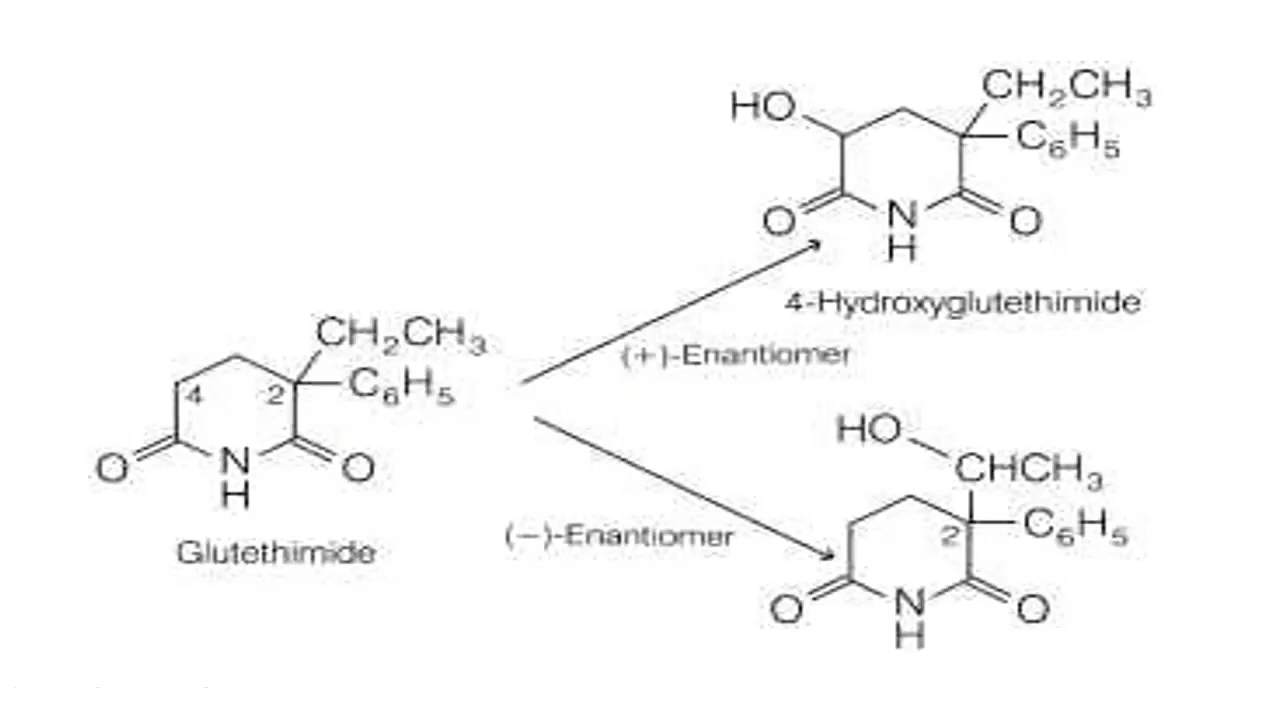 CH₂CH₃
HO
C₆H₅
O
N
H
O
4-Hydroxyglutethimide
CH₂CH₃
(+)-Enantiomer
4
2
C₆H₅
HO
CHCH₃
O
N
H
O
(−)-Enantiomer
2
C₆H₅
Glutethimide
O
N
H
O